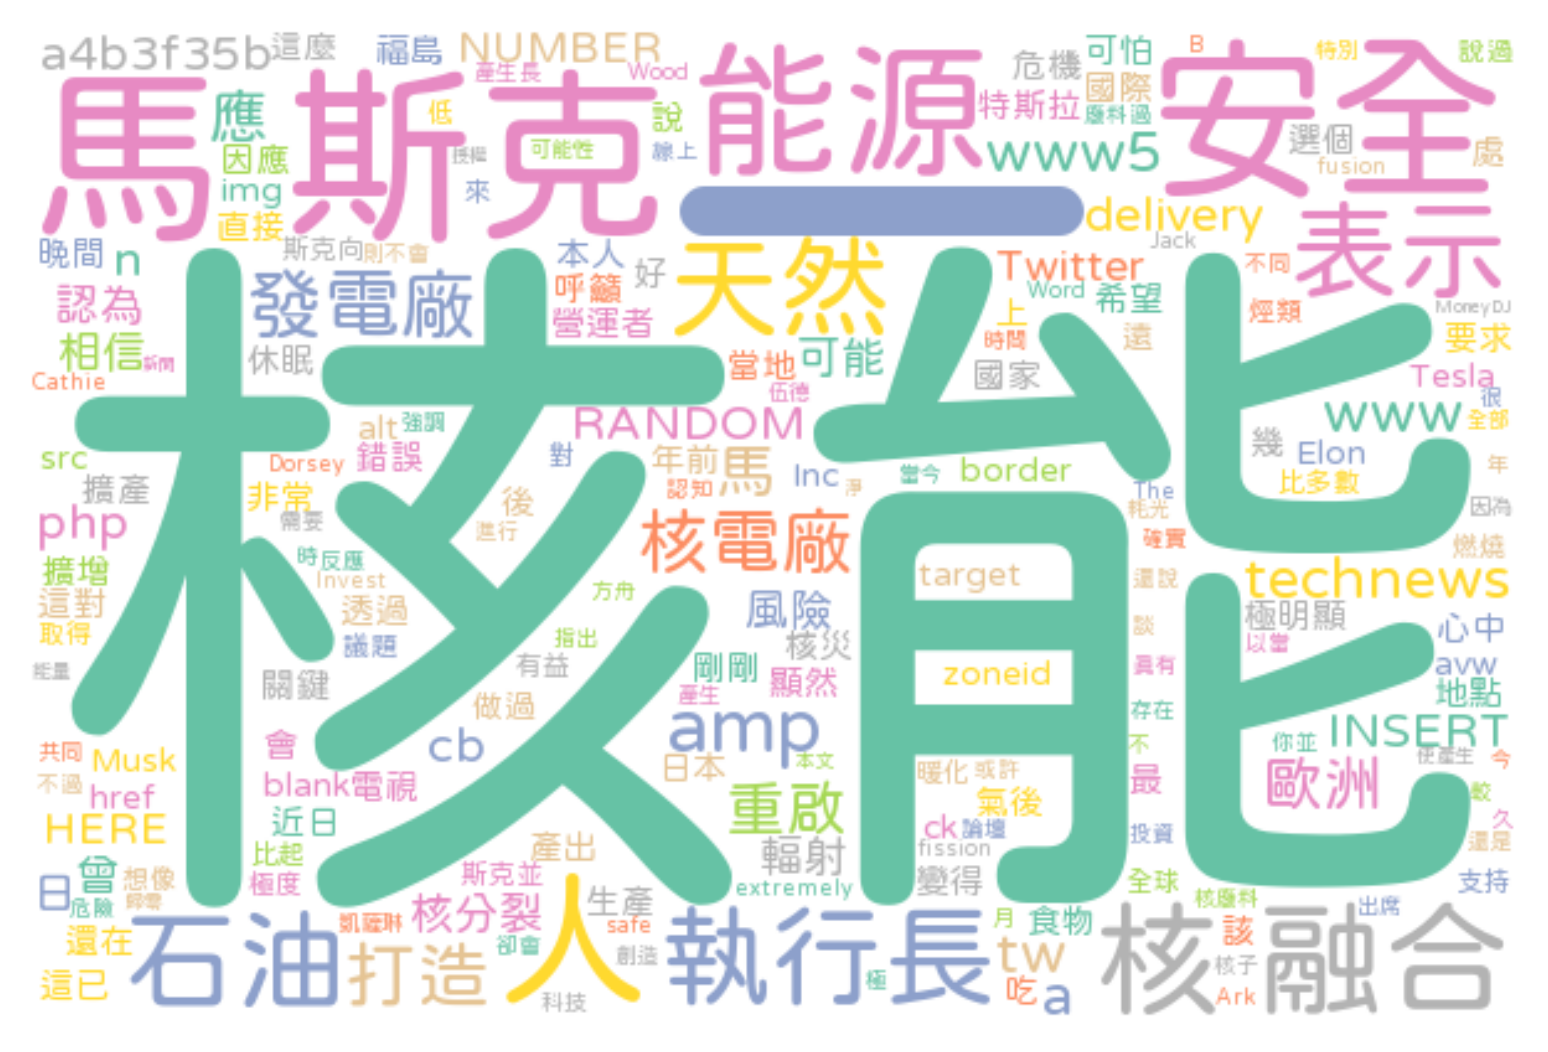 a4b3f35b 這麼 福島 NUMBER 危機 可怕 B 特別 說過
產生長 Wood
馬斯克 能源 安全
應 低 說 特斯拉 國際 廢料過
因應 授權 可能性 線上 www5 選個 處
img 來 fusion
直接 一 delivery 表示
晚間 n 斯克向 則不會 本人 好 天然 Jack
認為 發電廠 呼籲 Twitter 不同
營運者 Word 希望 上 煙類 MoneyDJ
相信 新聞 休眠 當地 可能 時間 遠 要求
Cathie 伍德 國家 Tesla 很
核能
alt 強調 RANDOM www 全部
src Dorsey 錯誤 對 年前 馬 Inc 當今 border 幾 Elon 年
擴產 非常 後 認知 淨 The 比多數
php 需要 進行 核電廠 耗光 確實 因為
擴增 時 反應 target technews 燃燒
這對 Invest 方舟 還說
取得 透過 風險 談 極明顯 心中
議題 指出 核災 以當
能量 關鍵 有益 剛剛 顯然 zoneid 具有 avw
做過 產生 存在 地點
共同 Musk 會 cb amp 不 你並 INSERT
不過 href blank 電視 日本 本文 暖化 或許 最 歐洲 使產生 今
HERE 近日 重啟 氣後 較
比起 產出 輻射 ck 論壇 投資 久
日 曾 想像 極度 斯克並 fission 還是
危險 歸零 生產 extremely 變得 全球 支持
還在 石油 凱薩琳 核分裂 人 safe 執行長 月 食物 核廢料 出席
打造 卻會 創造 tw 核融合 該
這已 科技 極 吃 a 核子 Ark